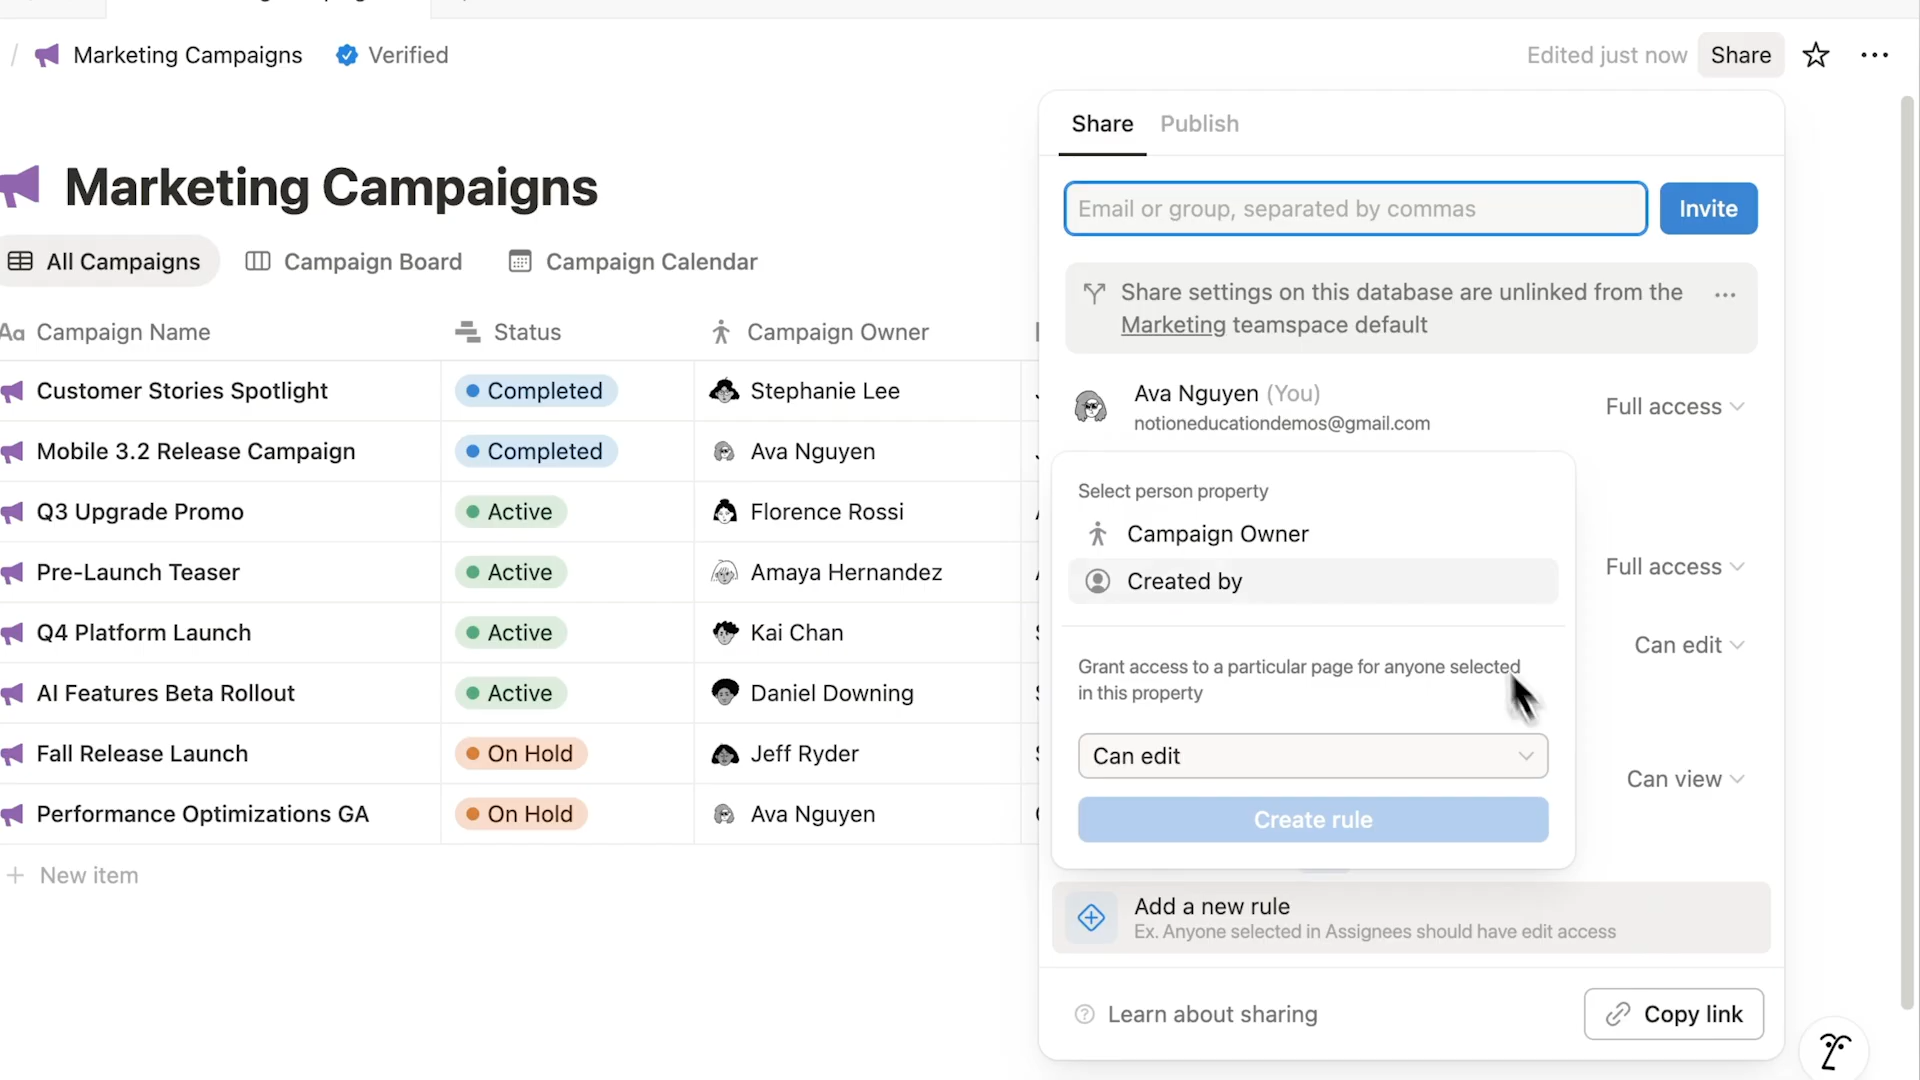 Marketing Campaigns
Verified
Edited just now
Share
Marketing Campaigns
All Campaigns
Campaign Board
Campaign Calendar
Aa Campaign Name
Status
Campaign Owner
Customer Stories Spotlight
Completed
Stephanie Lee
Mobile 3.2 Release Campaign
Completed
Ava Nguyen
Q3 Upgrade Promo
Active
Florence Rossi
Pre-Launch Teaser
Active
Amaya Hernandez
Q4 Platform Launch
Active
Kai Chan
AI Features Beta Rollout
Active
Daniel Downing
Fall Release Launch
On Hold
Jeff Ryder
Performance Optimizations GA
On Hold
Ava Nguyen
New item
Share
Publish
Email or group, separated by commas
Invite
Share settings on this database are unlinked from the
Marketing teamspace default
Ava Nguyen (You)
notioneducationdemos@gmail.com
Full access
Select person property
Campaign Owner
Created by
Grant access to a particular page for anyone selected
in this property
Can edit
Create rule
Full access
Can edit
Can view
Add a new rule
Ex. Anyone selected in Assignees should have edit access
Learn about sharing
Copy link